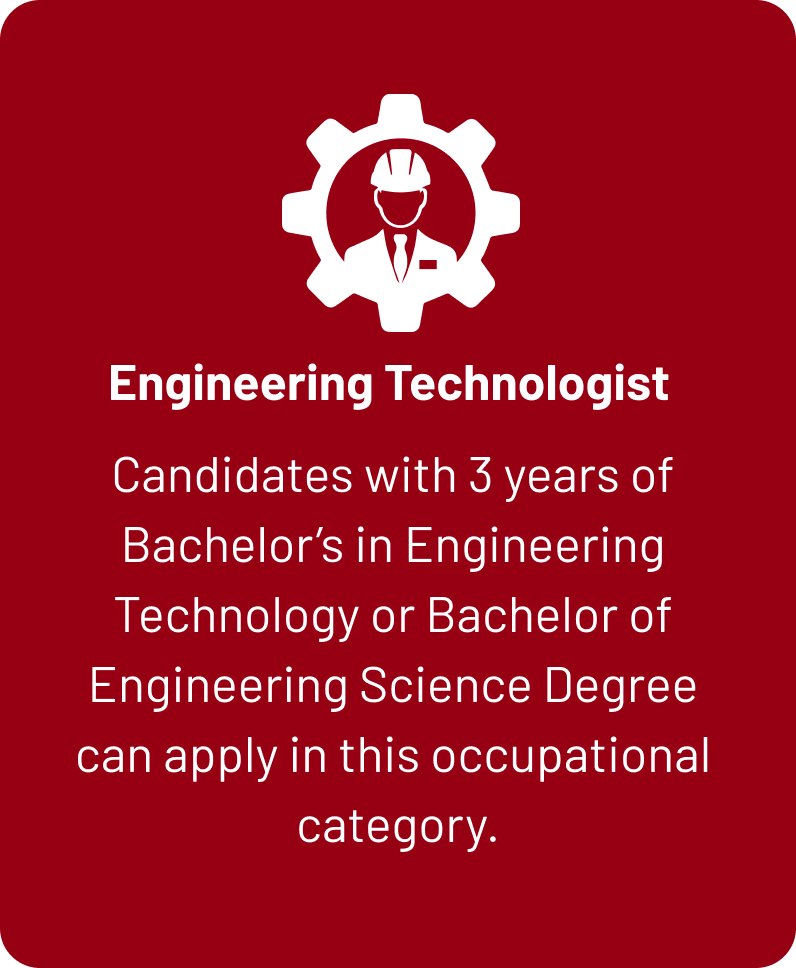 Engineering Technologist
Candidates with 3 years of
Bachelor’s in Engineering
Technology or Bachelor of
Engineering Science Degree
can apply in this occupational
category.